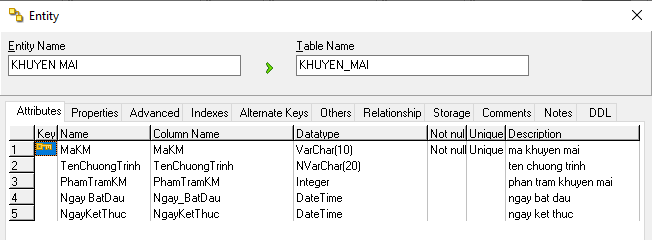 Entity
Entity Name Table Name
KHUYEN MAI KHUYEN_MAI
Attributes Properties Advanced Indexes Alternate Keys Others Relationship Storage Comments Notes DDL
Key Name Column Name Datatype Not nul Unique Description
1 MaKM MaKM VarChar(10) Not nul Unique ma khuyen mai
2 TenChuongTrinh TenChuongTrinh NVarChar(20) ten chuong trinh
3 PhamTramKM PhamTramKM Integer phan tram khuyen mai
4 Ngay BatDau Ngay_BatDau DateTime ngay bat dau
5 NgayKetThuc NgayKetThuc DateTime ngay ket thuc